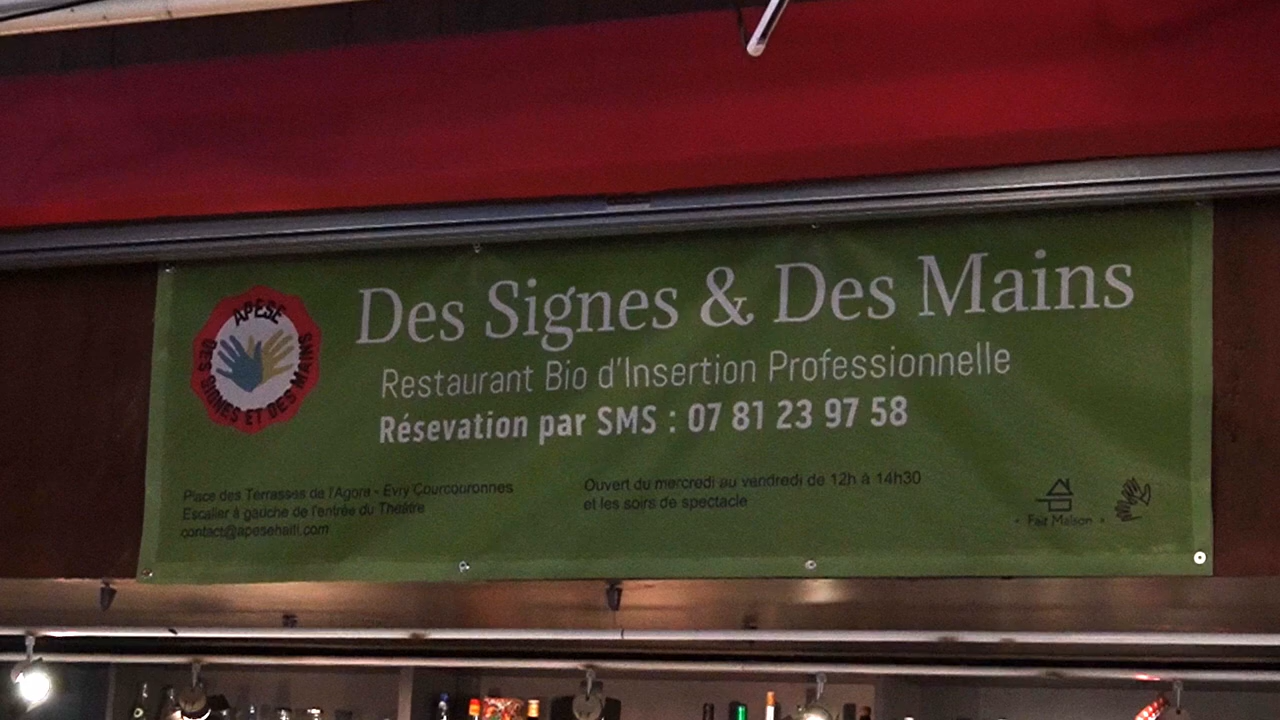 APESE
DES SIGNES ET DES MAINS
Des Signes & Des Mains
Restaurant Bio d'Insertion Professionnelle
Résevation par SMS : 07 81 23 97 58
Place des Terrasses de l'Agora - Evry Courcouronnes
Escalier à gauche de l'entrée du Théâtre
contact@apesehaiti.com
Ouvert du mercredi au vendredi de 12h à 14h30
et les soirs de spectacle
• Fait Maison •